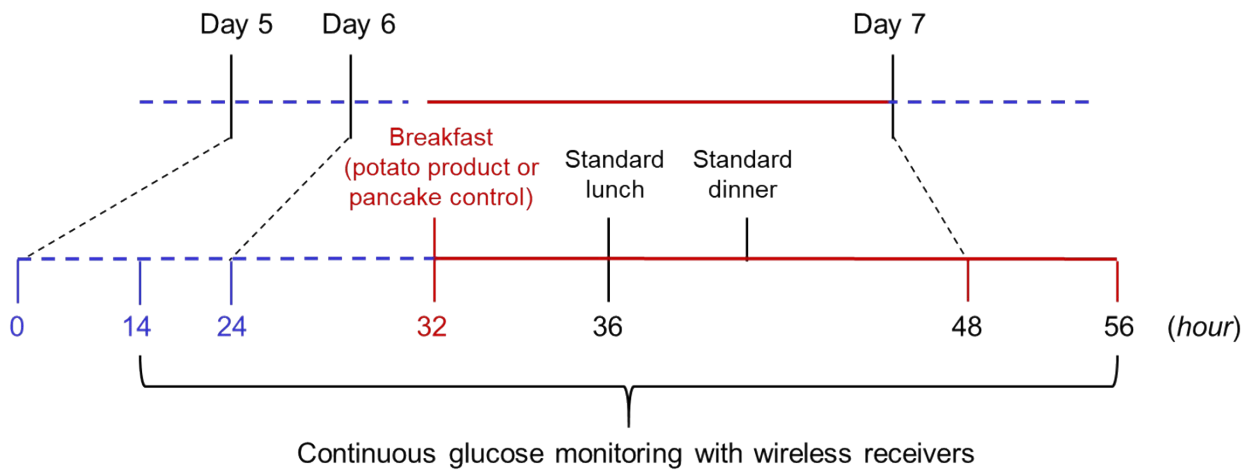 Day 5
Day 6
Day 7
Breakfast
(potato product or
pancake control)
Standard
lunch
Standard
dinner
0
14
24
32
36
48
56
(hour)
Continuous glucose monitoring with wireless receivers